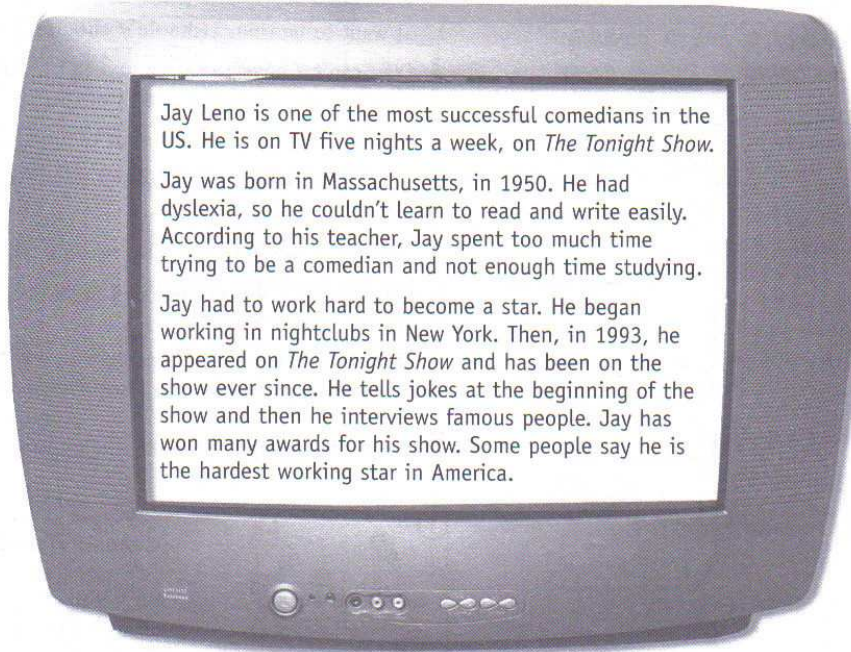 Jay Leno is one of the most successful comedians in the
US. He is on TV five nights a week, on The Tonight Show.
Jay was born in Massachusetts, in 1950. He had
dyslexia, so he couldn't learn to read and write easily.
According to his teacher, Jay spent too much time
trying to be a comedian and not enough time studying.
Jay had to work hard to become a star. He began
working in nightclubs in New York. Then, in 1993, he
appeared on The Tonight Show and has been on the
show ever since. He tells jokes at the beginning of the
show and then he interviews famous people. Jay has
won many awards for his show. Some people say he is
the hardest working star in America.